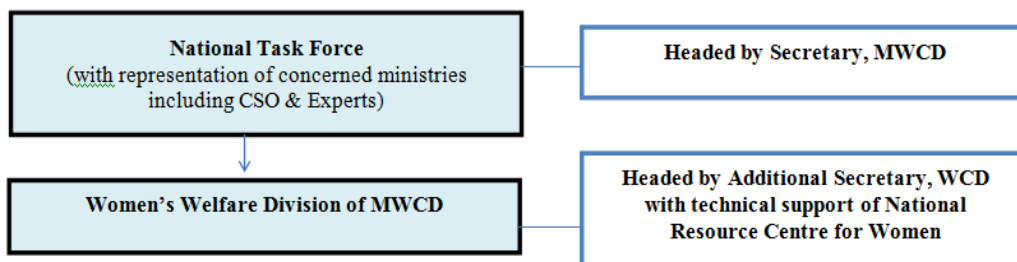 National Task Force
(with representation of concerned ministries
including CSO & Experts)
Headed by Secretary, MWCD
Women’s Welfare Division of MWCD
Headed by Additional Secretary, WCD
with technical support of National
Resource Centre for Women